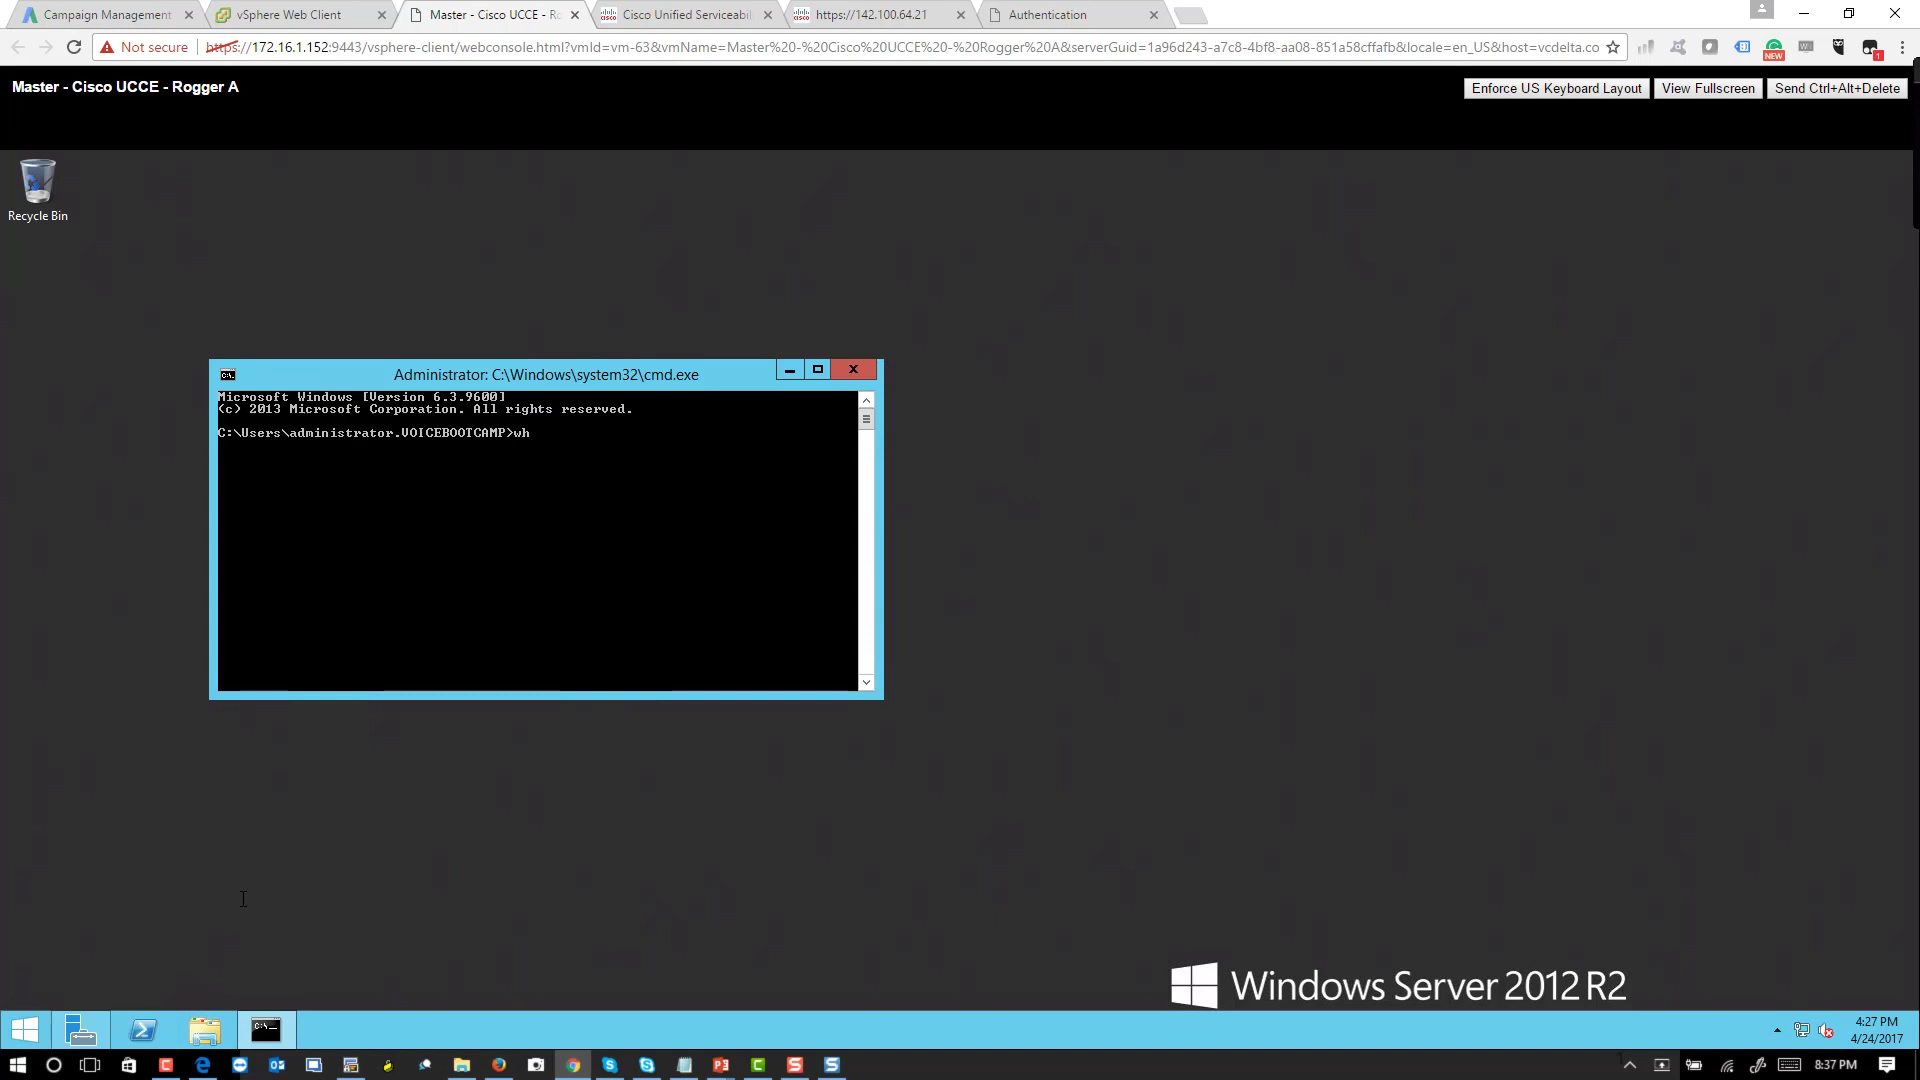 Campaign Management
vSphere Web Client
Master - Cisco UCCE - Ro
Cisco Unified Serviceabil
https://142.100.64.21
Authentication
Not secure
https://172.16.1.152:9443/vsphere-client/webconsole.html?vmId=vm-63&vmName=Master%20-%20Cisco%20UCCE%20-%20Rogger%20A&serverGuid=1a96d243-a7c8-4bf8-aa08-851a58cffafb&locale=en_US&host=vcdelta.co
NEW
1
Master - Cisco UCCE - Rogger A
Enforce US Keyboard Layout
View Fullscreen
Send Ctrl+Alt+Delete
Recycle Bin
Administrator: C:\Windows\system32\cmd.exe
Microsoft Windows [Version 6.3.9600]
(c) 2013 Microsoft Corporation. All rights reserved.
C:\Users\administrator.VOICEBOOTCAMP>wh
Windows Server 2012 R2
4:27 PM
4/24/2017
8:37 PM